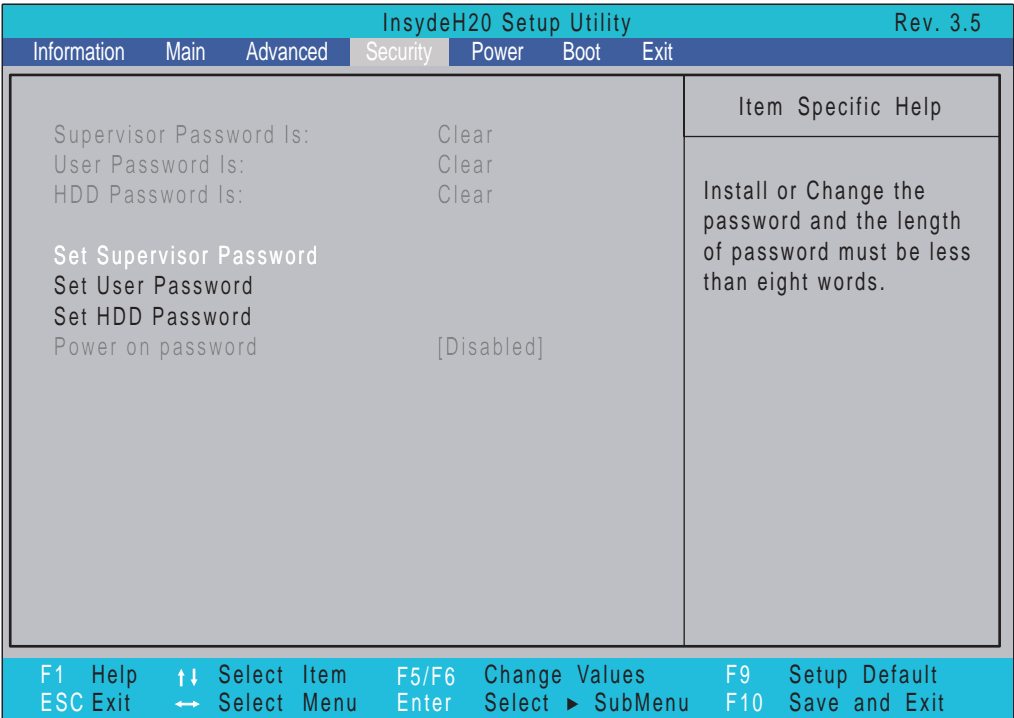 InsydeH20 Setup Utility Rev. 3.5
Information Main Advanced Security Power Boot Exit
Supervisor Password Is: Clear
User Password Is: Clear
HDD Password Is: Clear
Set Supervisor Password
Set User Password
Set HDD Password
Power on password [Disabled]
Item Specific Help
Install or Change the
password and the length
of password must be less
than eight words.
F1 Help ↑↓ Select Item F5/F6 Change Values F9 Setup Default
ESC Exit ↔ Select Menu Enter Select ► SubMenu F10 Save and Exit